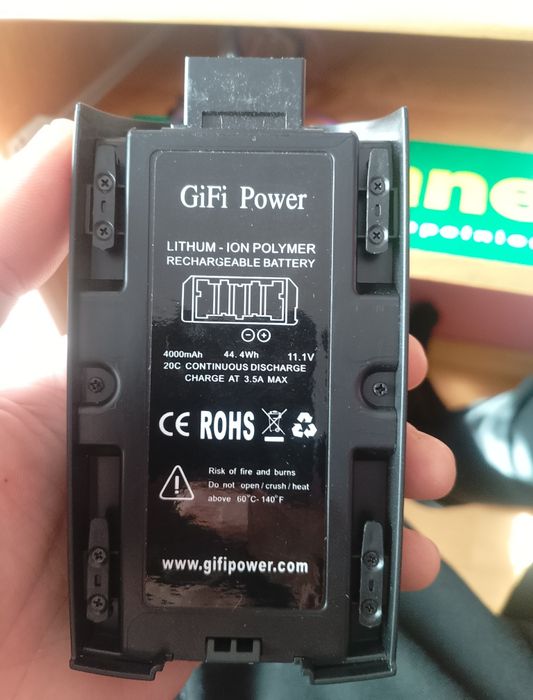 GiFi Power
LITHUM - ION POLYMER
RECHARGEABLE BATTERY
4000mAh 44.4Wh 11.1V
20C CONTINUOUS DISCHARGE
CHARGE AT 3.5A MAX
CE ROHS
Risk of fire and burns
Do not open / crush / heat
above 60°C- 140°F
www.gifipower.com